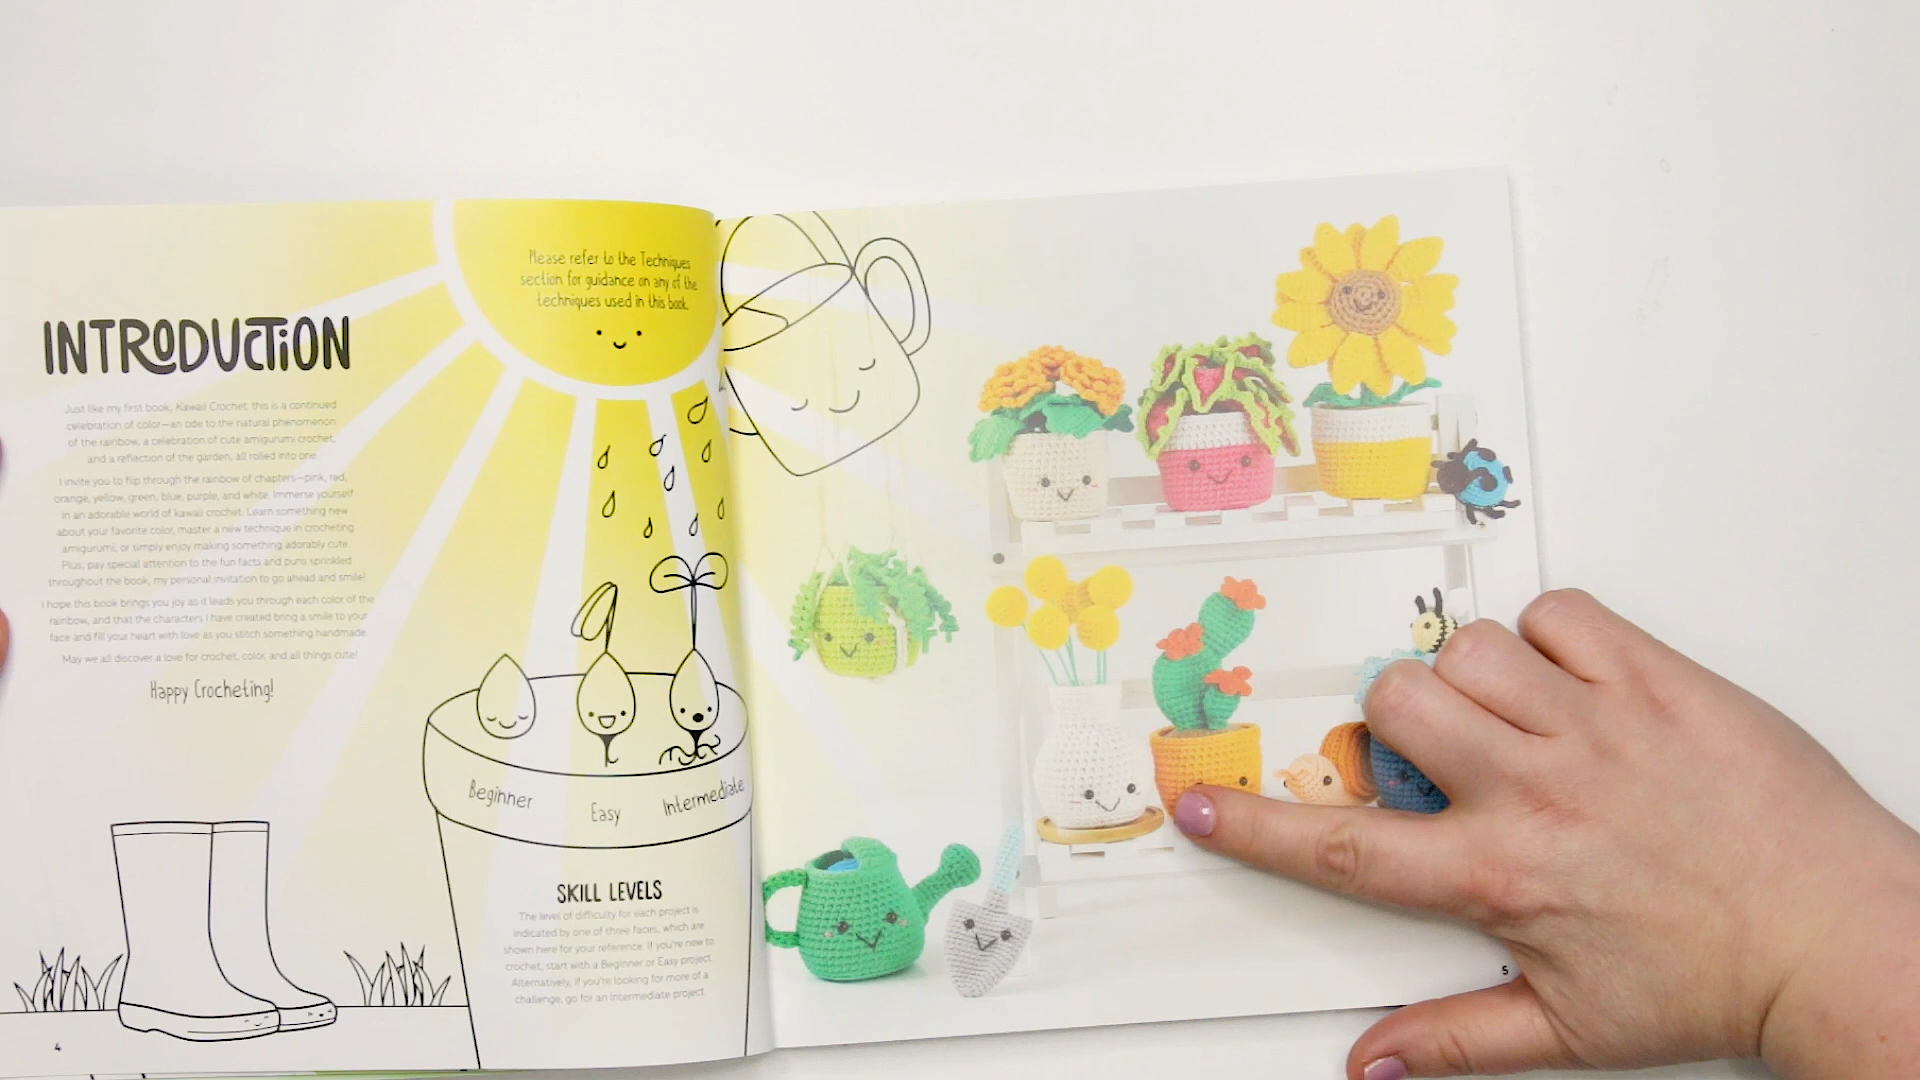 INTRODUCTION
Just like my first book, Kawaii Crochet, this is a continued
celebration of color—an ode to the natural phenomenon
of the rainbow, a celebration of cute amigurumi crochet,
and a reflection of the garden, all rolled into one.
I invite you to flip through the rainbow of chapters—pink, red,
orange, yellow, green, blue, purple, and white. Immerse yourself
in an adorable world of kawaii crochet. Learn something new
about your favorite color, master a new technique in crocheting
amigurumi, or simply enjoy making something adorably cute.
Plus, pay special attention to the fun facts and puns sprinkled
throughout the book, my personal invitation to go ahead and smile!
I hope this book brings you joy as it leads you through each color of the
rainbow, and that the characters I have created bring a smile to your
face and fill your heart with love as you stitch something handmade.
May we all discover a love for crochet, color, and all things cute!
Happy Crocheting!
4
Please refer to the Techniques
section for guidance on any of the
techniques used in this book.
Beginner
Easy
Intermediate
SKILL LEVELS
The level of difficulty for each project is
indicated by one of three faces, which are
shown here for your reference. If you're new to
crochet, start with a Beginner or Easy project.
Alternatively, if you're looking for more of a
challenge, go for an Intermediate project.
5